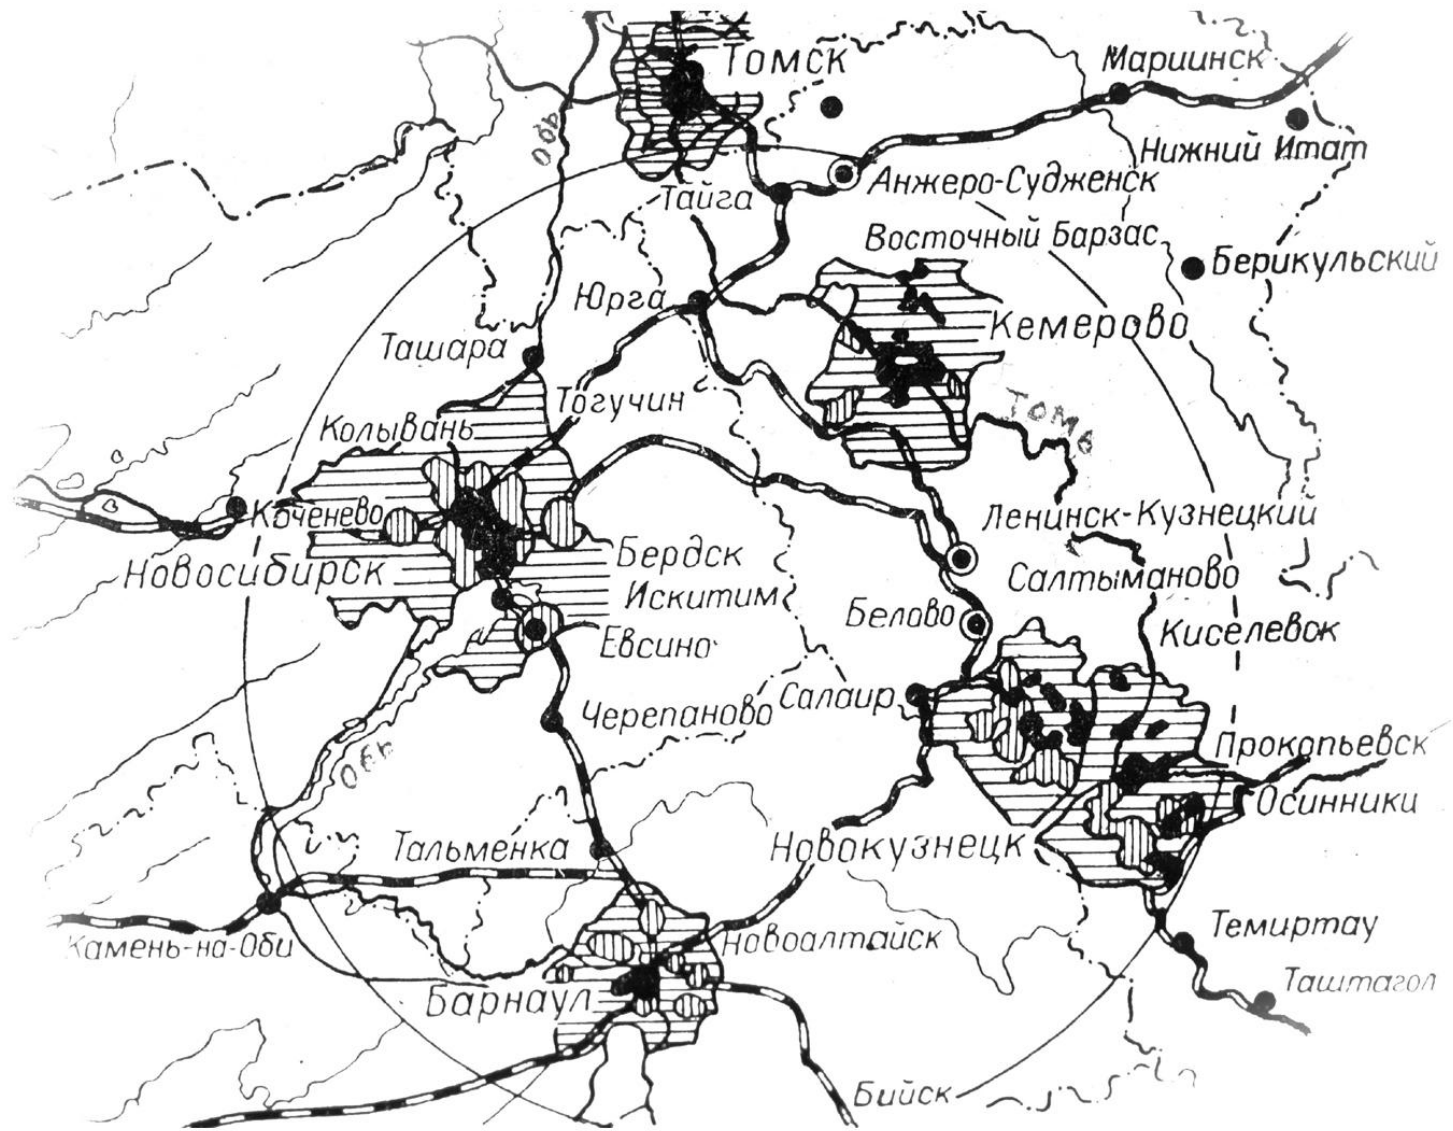 Томск
Мариинск
Обь
Нижний Итат
Анжеро-Судженск
Тайга
Восточный Барзас
Берикульский
Юрга
Кемерово
Ташара
Тогучин
Томь
Колывань
Коченево
Ленинск-Кузнецкий
Новосибирск
Бердск
Салтыманово
Искитим
Белово
Киселевск
Евсино
Салаир
Черепаново
Прокопьевск
Обь
Осинники
Тальменка
Новокузнецк
Темиртау
Камень-на-Оби
Новоалтайск
Таштагол
Барнаул
Бийск